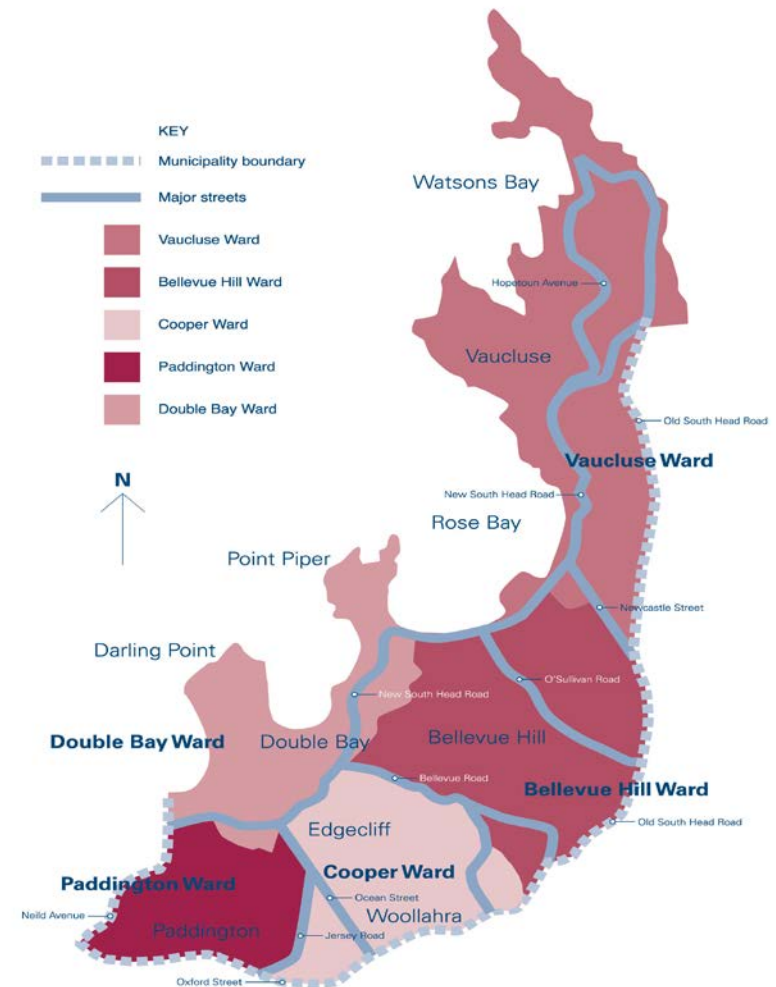 KEY
Municipality boundary
Major streets
Vaucluse Ward
Bellevue Hill Ward
Cooper Ward
Paddington Ward
Double Bay Ward
N
Watsons Bay
Hopetoun Avenue
Vaucluse
Old South Head Road
Vaucluse Ward
New South Head Road
Rose Bay
Point Piper
Newcastle Street
Darling Point
O'Sullivan Road
New South Head Road
Double Bay Ward
Double Bay
Bellevue Hill
Bellevue Road
Bellevue Hill Ward
Old South Head Road
Edgecliff
Cooper Ward
Paddington Ward
Ocean Street
Neild Avenue
Woollahra
Paddington
Jersey Road
Oxford Street